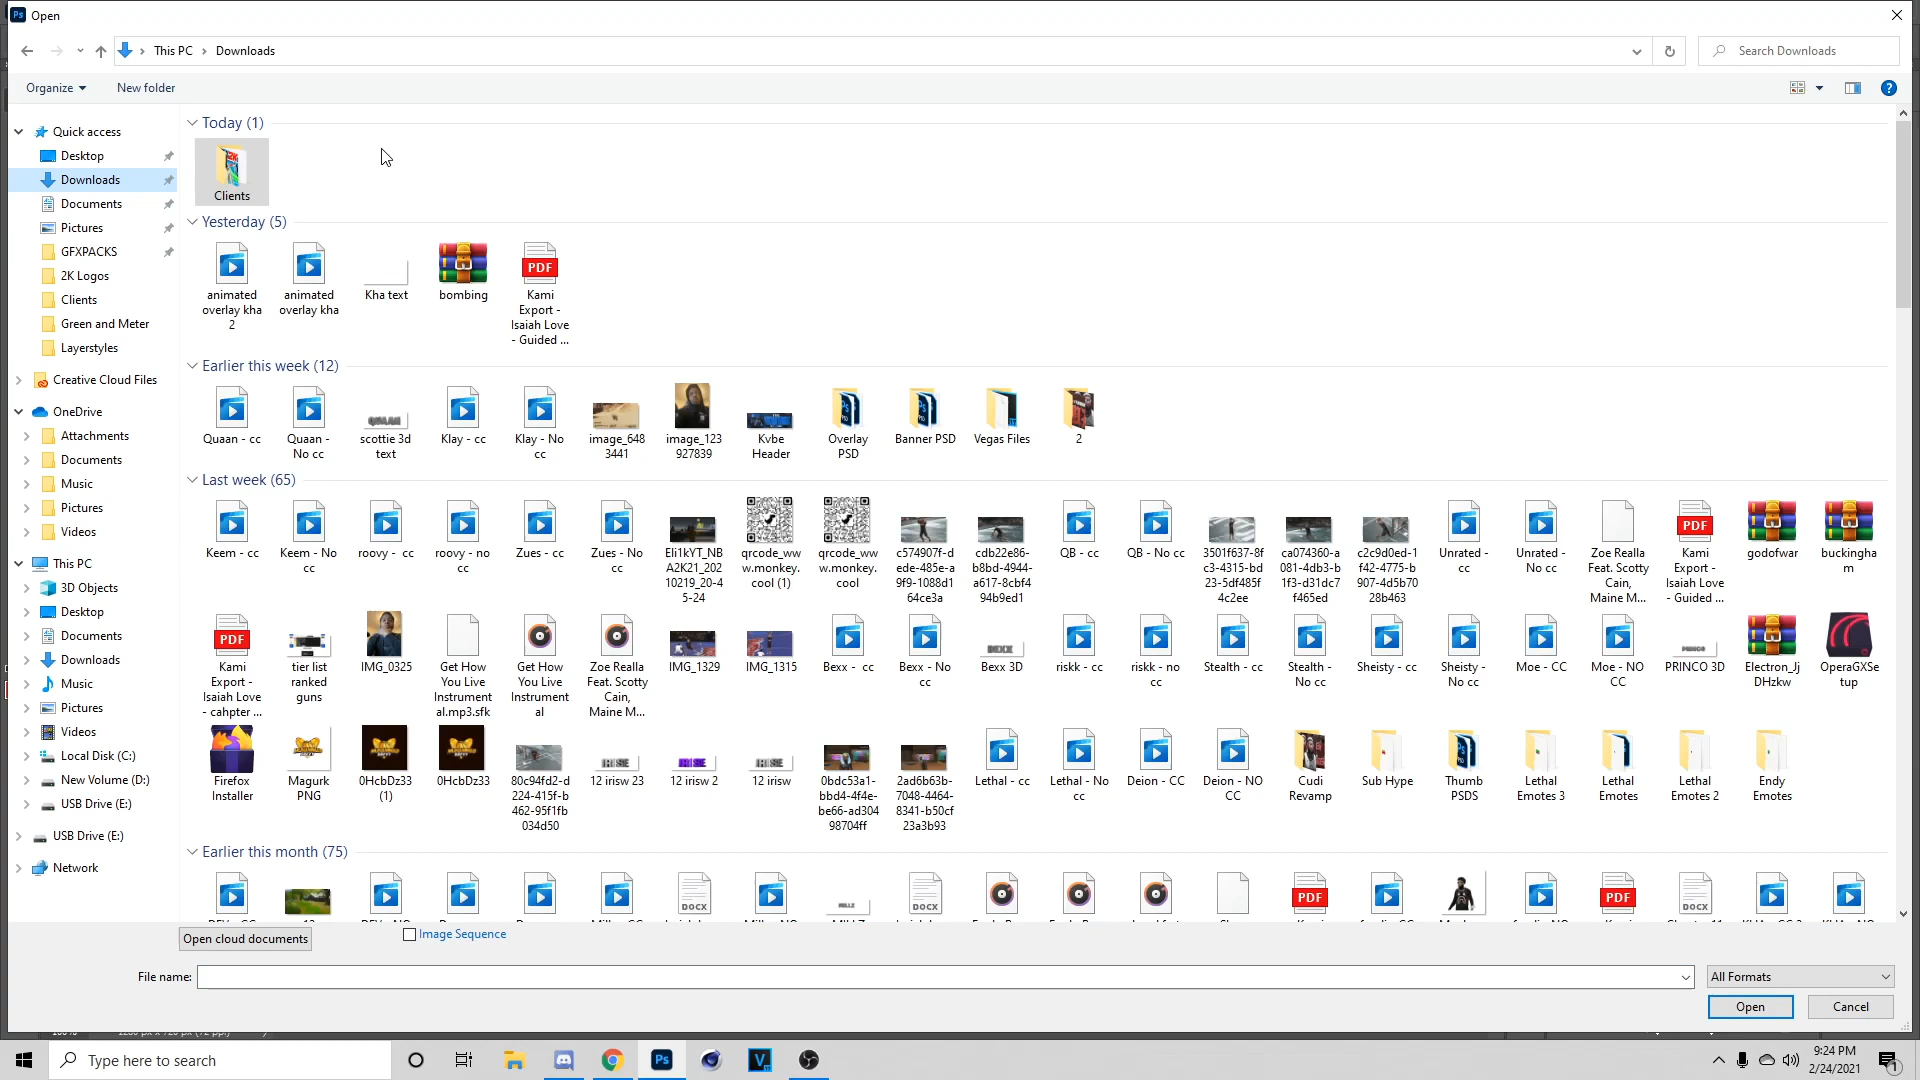 Ps Open
This PC > Downloads
Search Downloads
Organize
New folder
Quick access
Desktop
Downloads
Documents
Pictures
GFXPACKS
2K Logos
Clients
Green and Meter
Layerstyles
Creative Cloud Files
OneDrive
Attachments
Documents
Music
Pictures
Videos
This PC
3D Objects
Desktop
Documents
Downloads
Music
Pictures
Videos
Local Disk (C:)
New Volume (D:)
USB Drive (E:)
USB Drive (E:)
Network
Today (1)
Clients
Yesterday (5)
animated
overlay kha
2
animated
overlay kha
Kha text
bombing
PDF
Kami
Export -
Isaiah Love
- Guided ...
Earlier this week (12)
Quaan - cc
Quaan -
No cc
scottie 3d
text
Klay - cc
Klay - No
cc
image_648
3441
image_123
927839
Kvbe
Header
Overlay
PSD
Banner PSD
Vegas Files
2
Last week (65)
Keem - cc
Keem - No
cc
roovy - cc
roovy - no
cc
Zues - cc
Zues - No
cc
Eli1kYT_NB
A2K21_202
10219_20-4
5-24
qrcode_ww
w.monkey.
cool (1)
qrcode_ww
w.monkey.
cool
c574907f-d
ede-485e-a
9f9-1088d1
64ce3a
cdb22e86-
b8bd-4944-
a617-8cbf4
94b9ed1
QB - cc
QB - No cc
3501f637-8f
c3-4315-bd
23-5df485f
4c2ee
ca074360-a
081-4db3-b
1f3-d31dc7
f465ed
c2c9d0ed-1
f42-4775-b
907-4d5b70
28b463
Unrated -
cc
Unrated -
No cc
Zoe Realla
Feat. Scotty
Cain,
Maine M...
PDF
Kami
Export -
Isaiah Love
- Guided ...
godofwar
buckingha
m
PDF
Kami
Export -
Isaiah Love
- cahpter ...
tier list
ranked
guns
IMG_0325
Get How
You Live
Instrument
al.mp3.sfk
Get How
You Live
Instrument
al
Zoe Realla
Feat. Scotty
Cain,
Maine M...
IMG_1329
IMG_1315
Bexx - cc
Bexx - No
cc
Bexx 3D
riskk - cc
riskk - no
cc
Stealth - cc
Stealth -
No cc
Sheisty - cc
Sheisty -
No cc
Moe - CC
Moe - NO
CC
PRINCO 3D
Electron_Jj
DHzkw
OperaGXSe
tup
Firefox
Installer
Magurk
PNG
0HcbDz33
(1)
0HcbDz33
80c94fd2-d
224-415f-b
462-95f1fb
034d50
12 irisw 23
12 irisw 2
12 irisw
0bdc53a1-
bbd4-4f4e-
be66-ad304
98704ff
2ad6b63b-
7048-4464-
8341-b50cf
23a3b93
Lethal - cc
Lethal - No
cc
Deion - CC
Deion - NO
CC
Cudi
Revamp
Sub Hype
Thumb
PSDS
Lethal
Emotes 3
Lethal
Emotes
Lethal
Emotes 2
Endy
Emotes
Earlier this month (75)
DOCX
DOCX
PDF
PDF
DOCX
Open cloud documents
Image Sequence
File name:
All Formats
Open
Cancel
Type here to search
Ps
9:24 PM
2/24/2021
1